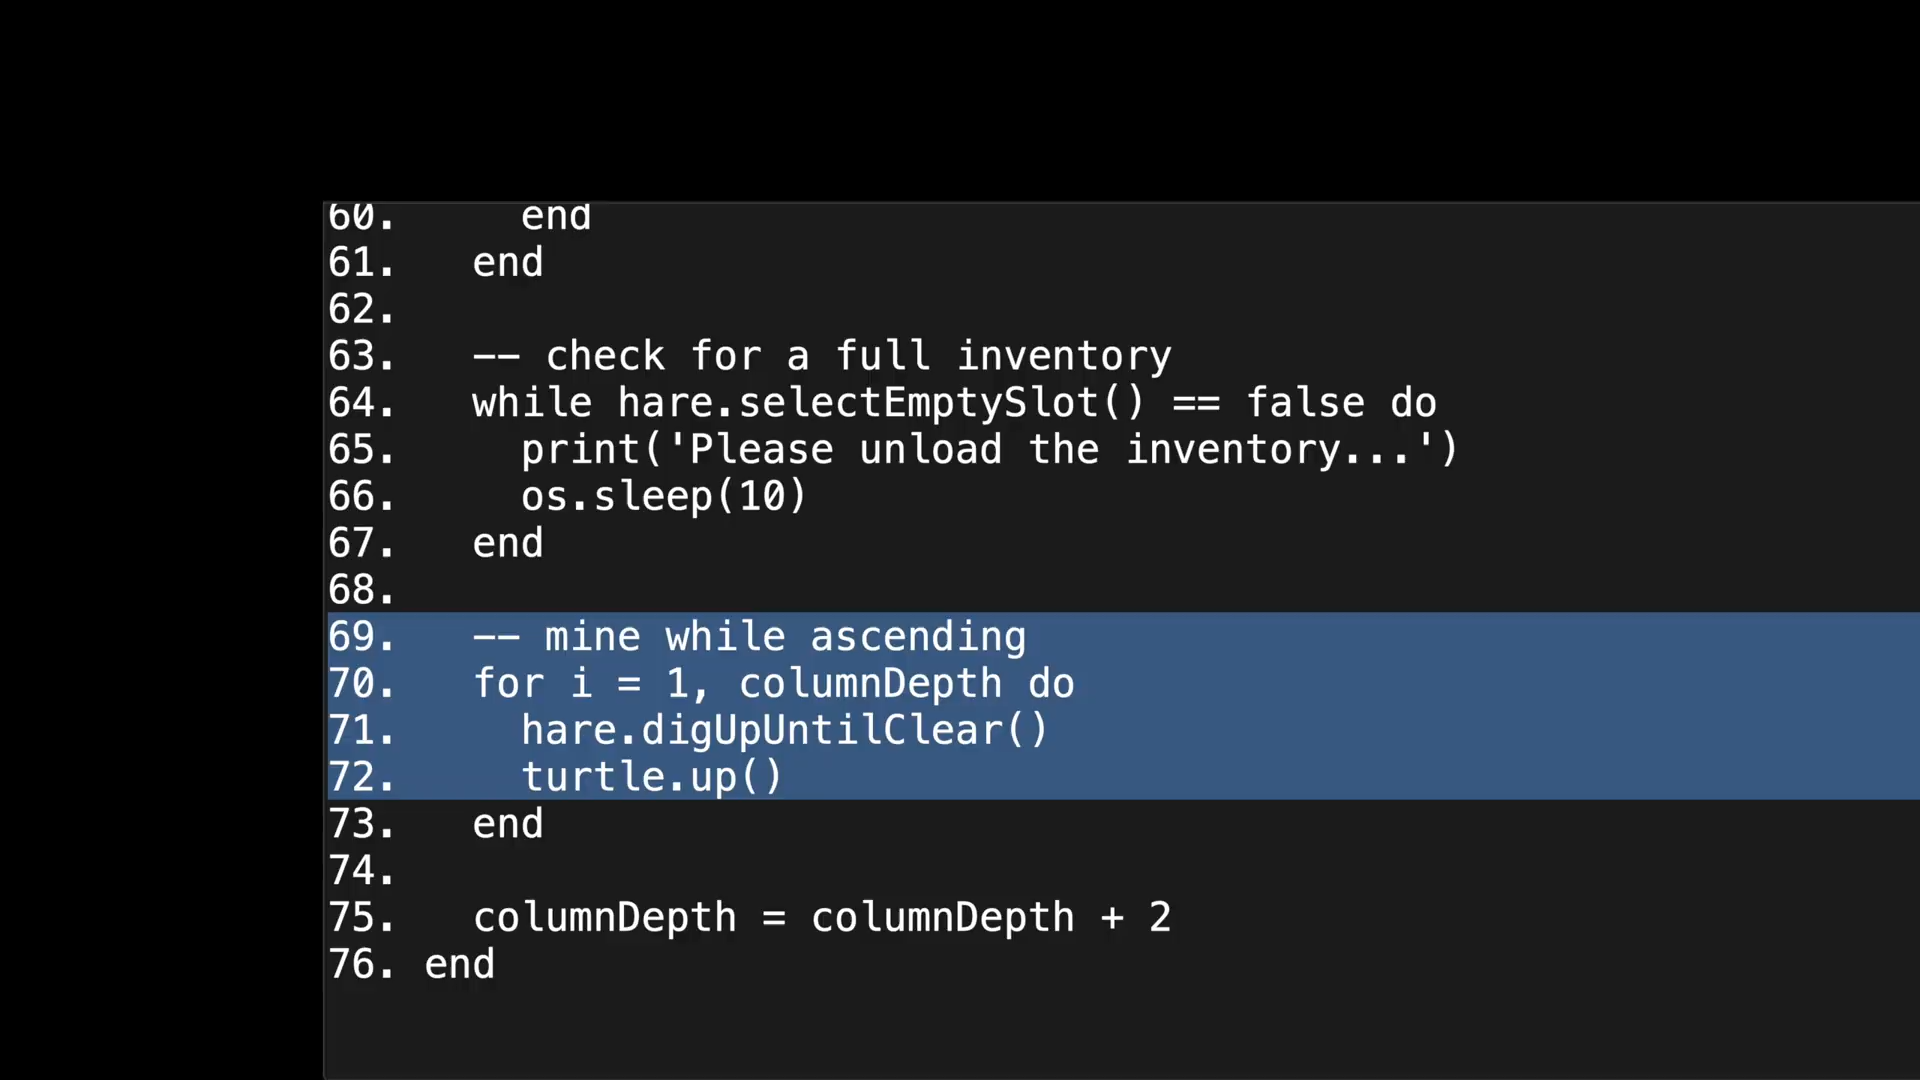 60.     end
61.   end
62.
63.   -- check for a full inventory
64.   while hare.selectEmptySlot() == false do
65.     print('Please unload the inventory...')
66.     os.sleep(10)
67.   end
68.
69.   -- mine while ascending
70.   for i = 1, columnDepth do
71.     hare.digUpUntilClear()
72.     turtle.up()
73.   end
74.
75.   columnDepth = columnDepth + 2
76. end